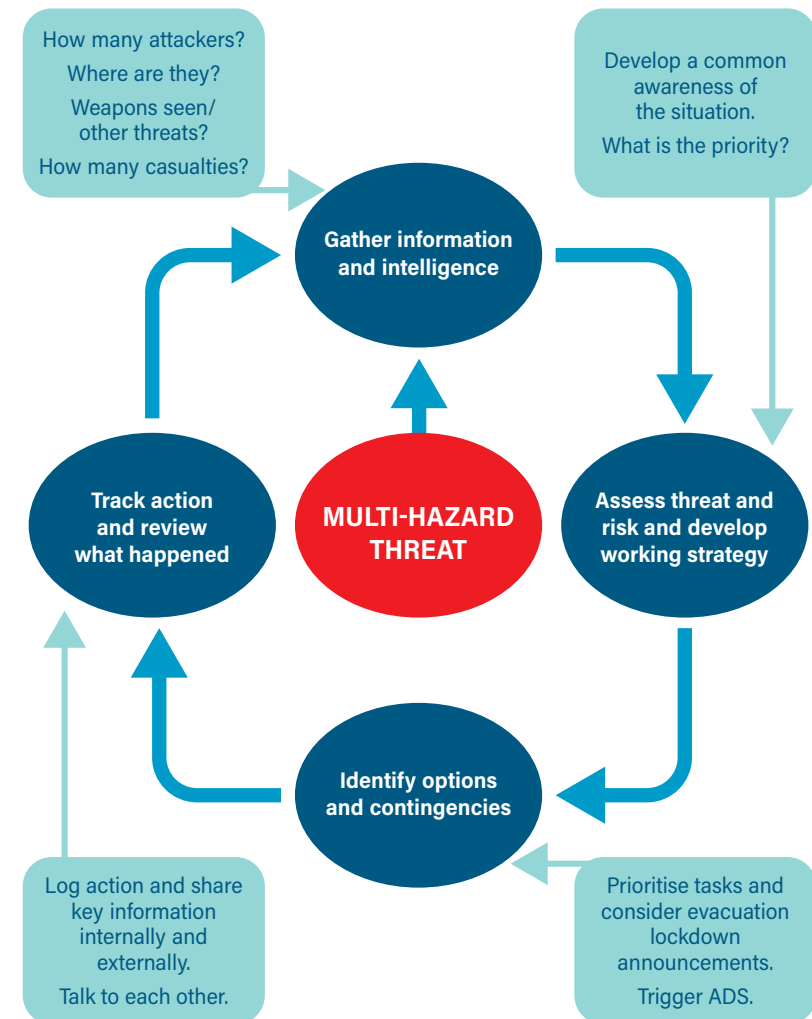 How many attackers?
Where are they?
Weapons seen/
other threats?
How many casualties?
Develop a common
awareness of
the situation.
What is the priority?
Gather information
and intelligence
Track action
and review
what happened
MULTI-HAZARD
THREAT
Assess threat and
risk and develop
working strategy
Identify options
and contingencies
Log action and share
key information
internally and
externally.
Talk to each other.
Prioritise tasks and
consider evacuation
lockdown
announcements.
Trigger ADS.